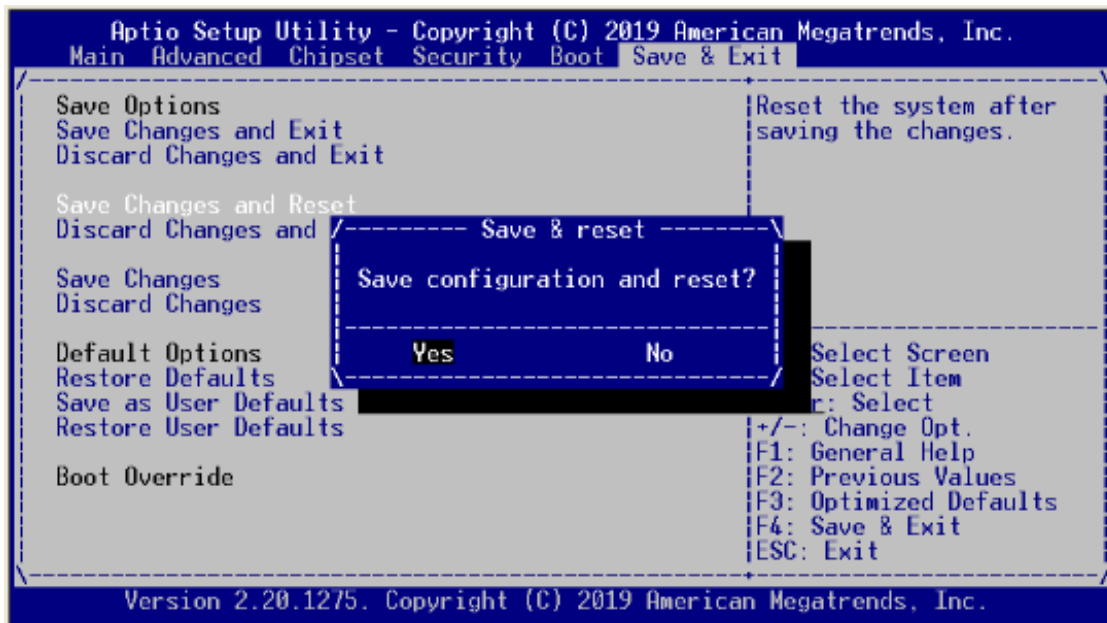 Aptio Setup Utility - Copyright (C) 2019 American Megatrends, Inc.
Main Advanced Chipset Security Boot Save & Exit
Save Options
Save Changes and Exit
Discard Changes and Exit
Save Changes and Reset
Discard Changes and
Save Changes
Discard Changes
Default Options
Restore Defaults
Save as User Defaults
Restore User Defaults
Boot Override
Save & reset
Save configuration and reset?
Yes No
Reset the system after
saving the changes.
Select Screen
Select Item
r: Select
+/-: Change Opt.
F1: General Help
F2: Previous Values
F3: Optimized Defaults
F4: Save & Exit
ESC: Exit
Version 2.20.1275. Copyright (C) 2019 American Megatrends, Inc.